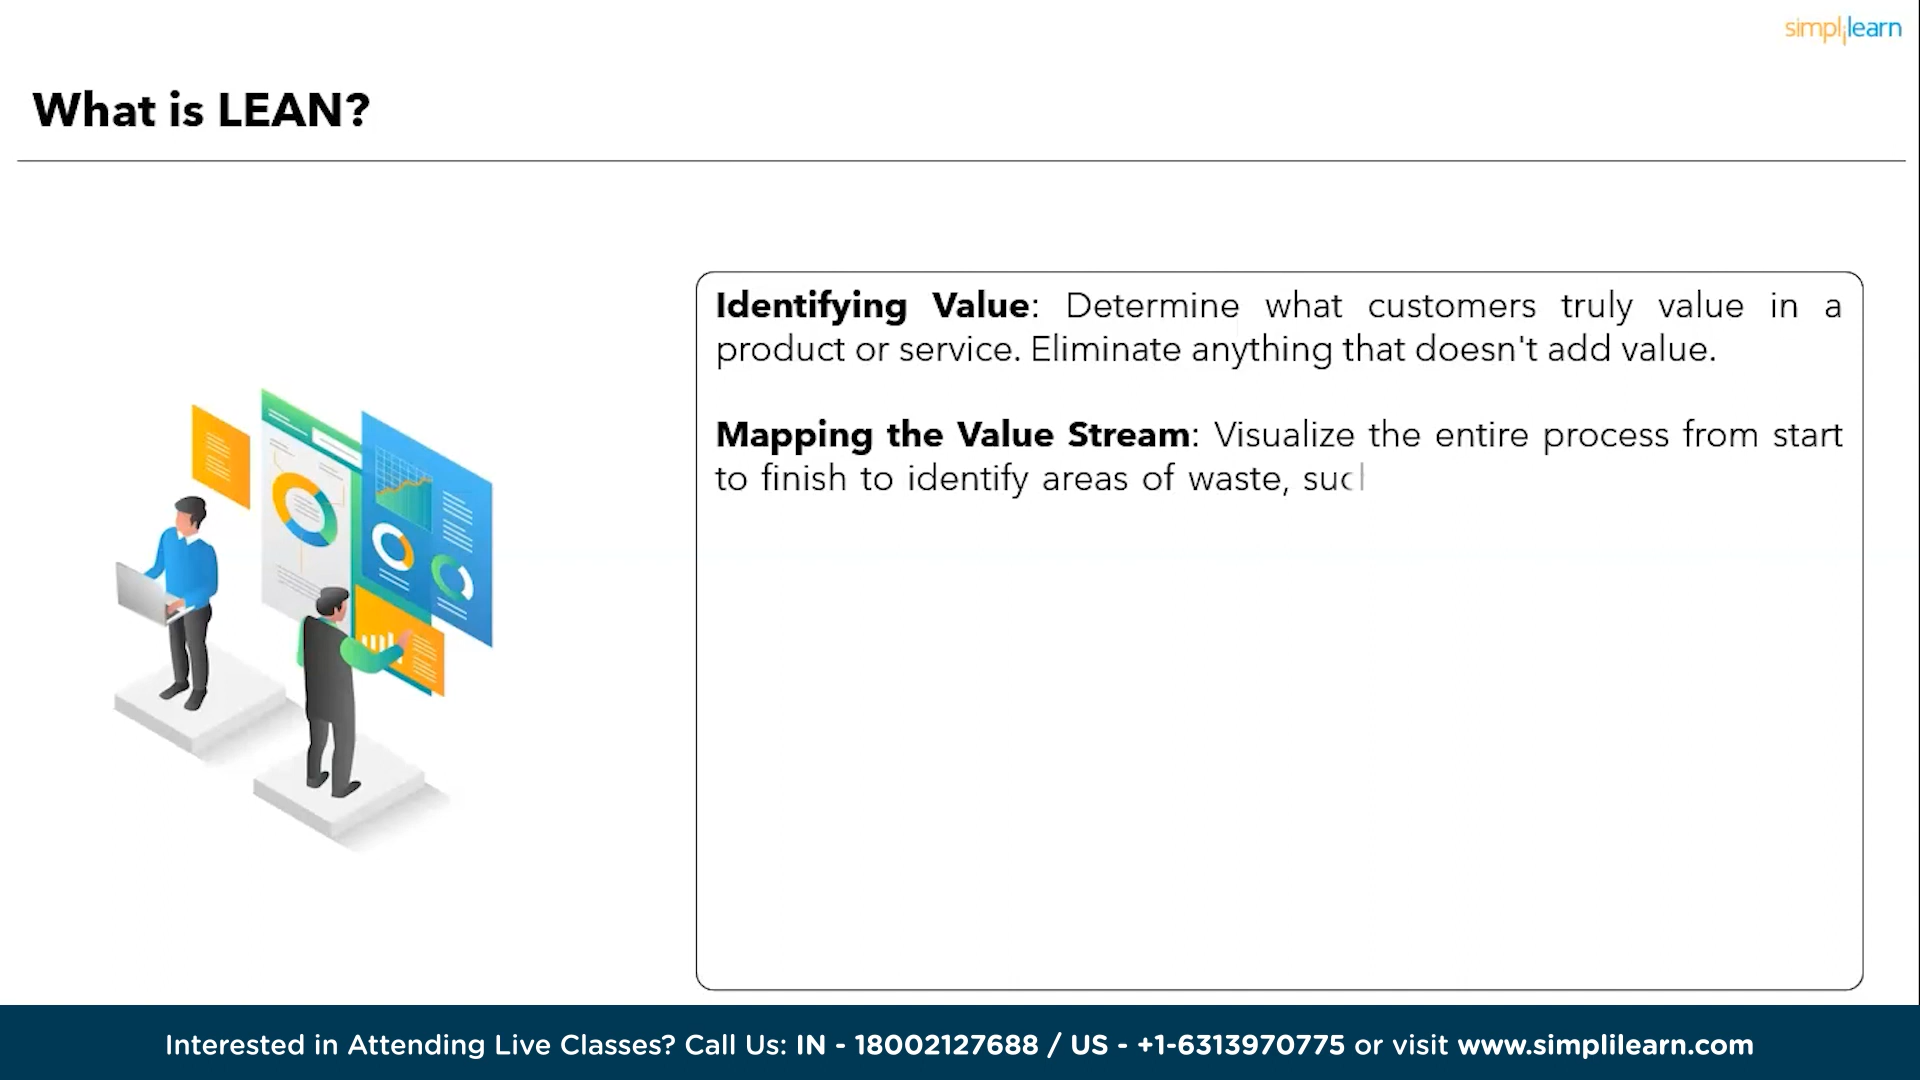 simplilearn
What is LEAN?
Identifying Value: Determine what customers truly value in a
product or service. Eliminate anything that doesn't add value.
Mapping the Value Stream: Visualize the entire process from start
to finish to identify areas of waste, such
Interested in Attending Live Classes? Call Us: IN - 18002127688 / US - +1-6313970775 or visit www.simplilearn.com